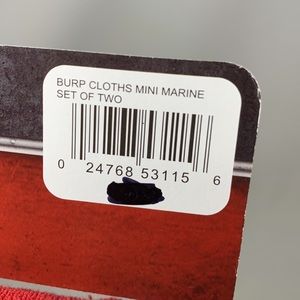 BURP CLOTHS MINI MARINE
SET OF TWO
0 24768 53115 6